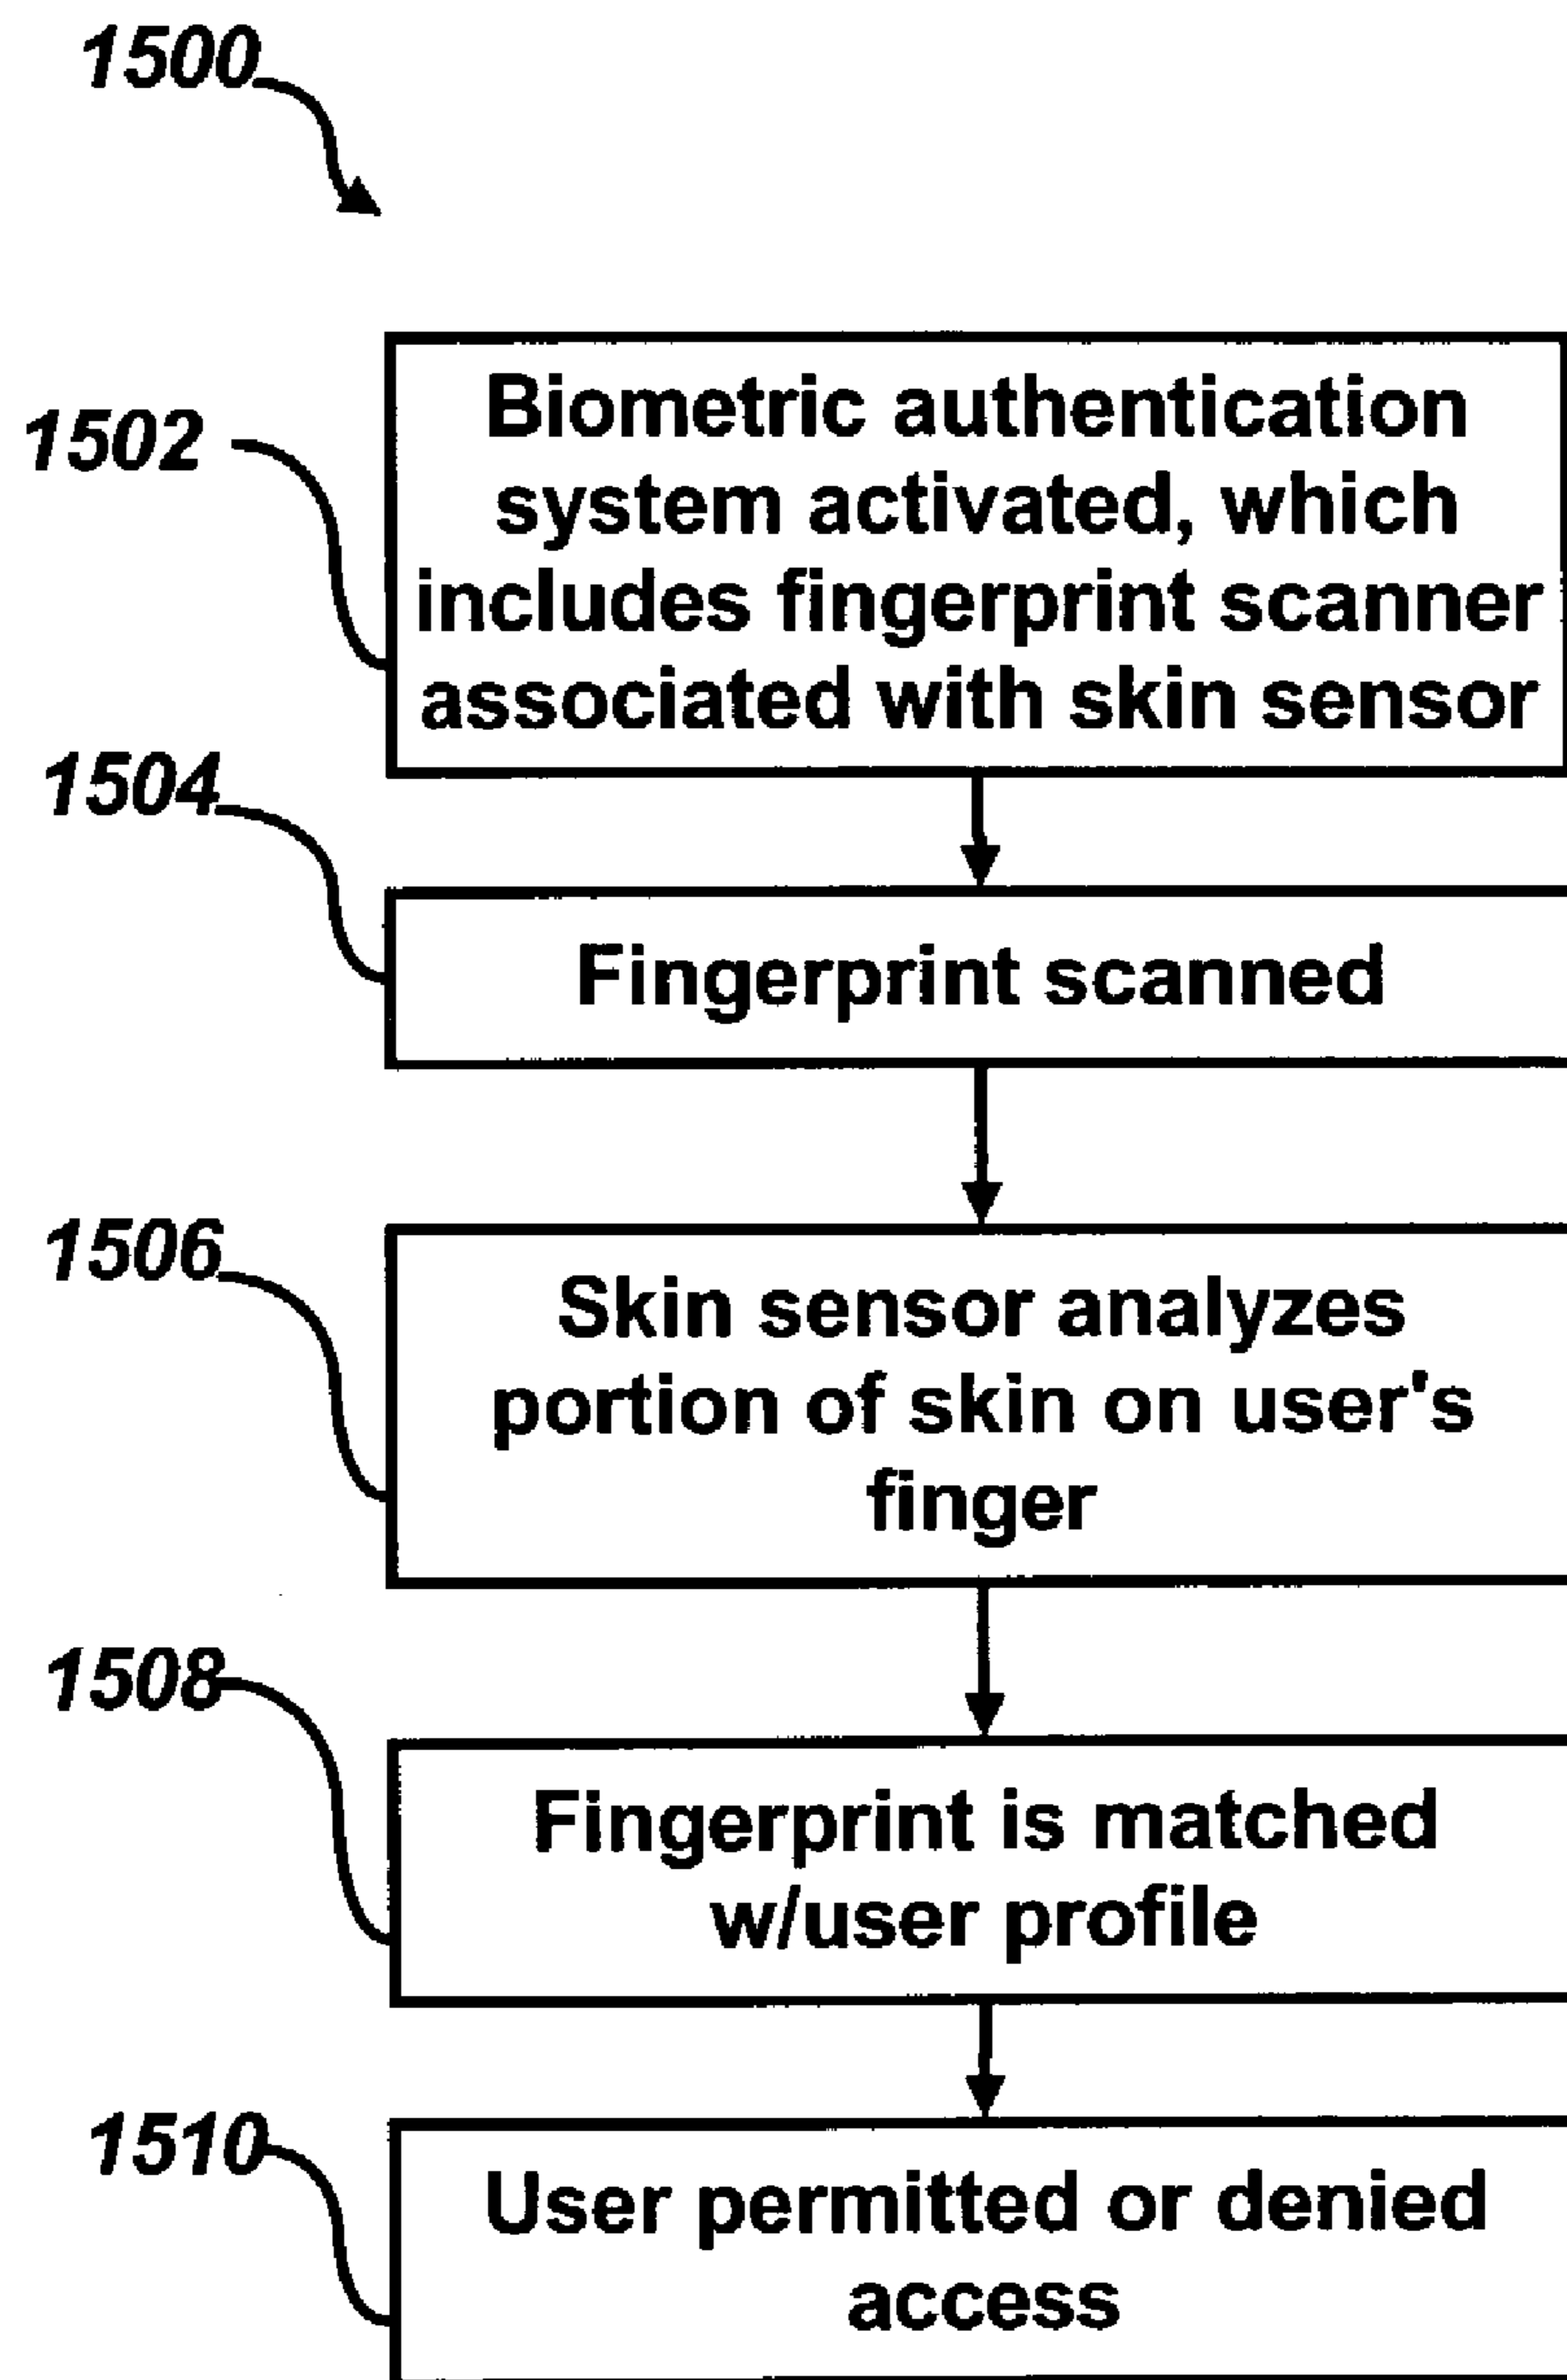 1500
1502
Biometric authentication
system activated, which
includes fingerprint scanner
associated with skin sensor
1504
Fingerprint scanned
1506
Skin sensor analyzes
portion of skin on user's
finger
1508
Fingerprint is matched
w/user profile
1510
User permitted or denied
access